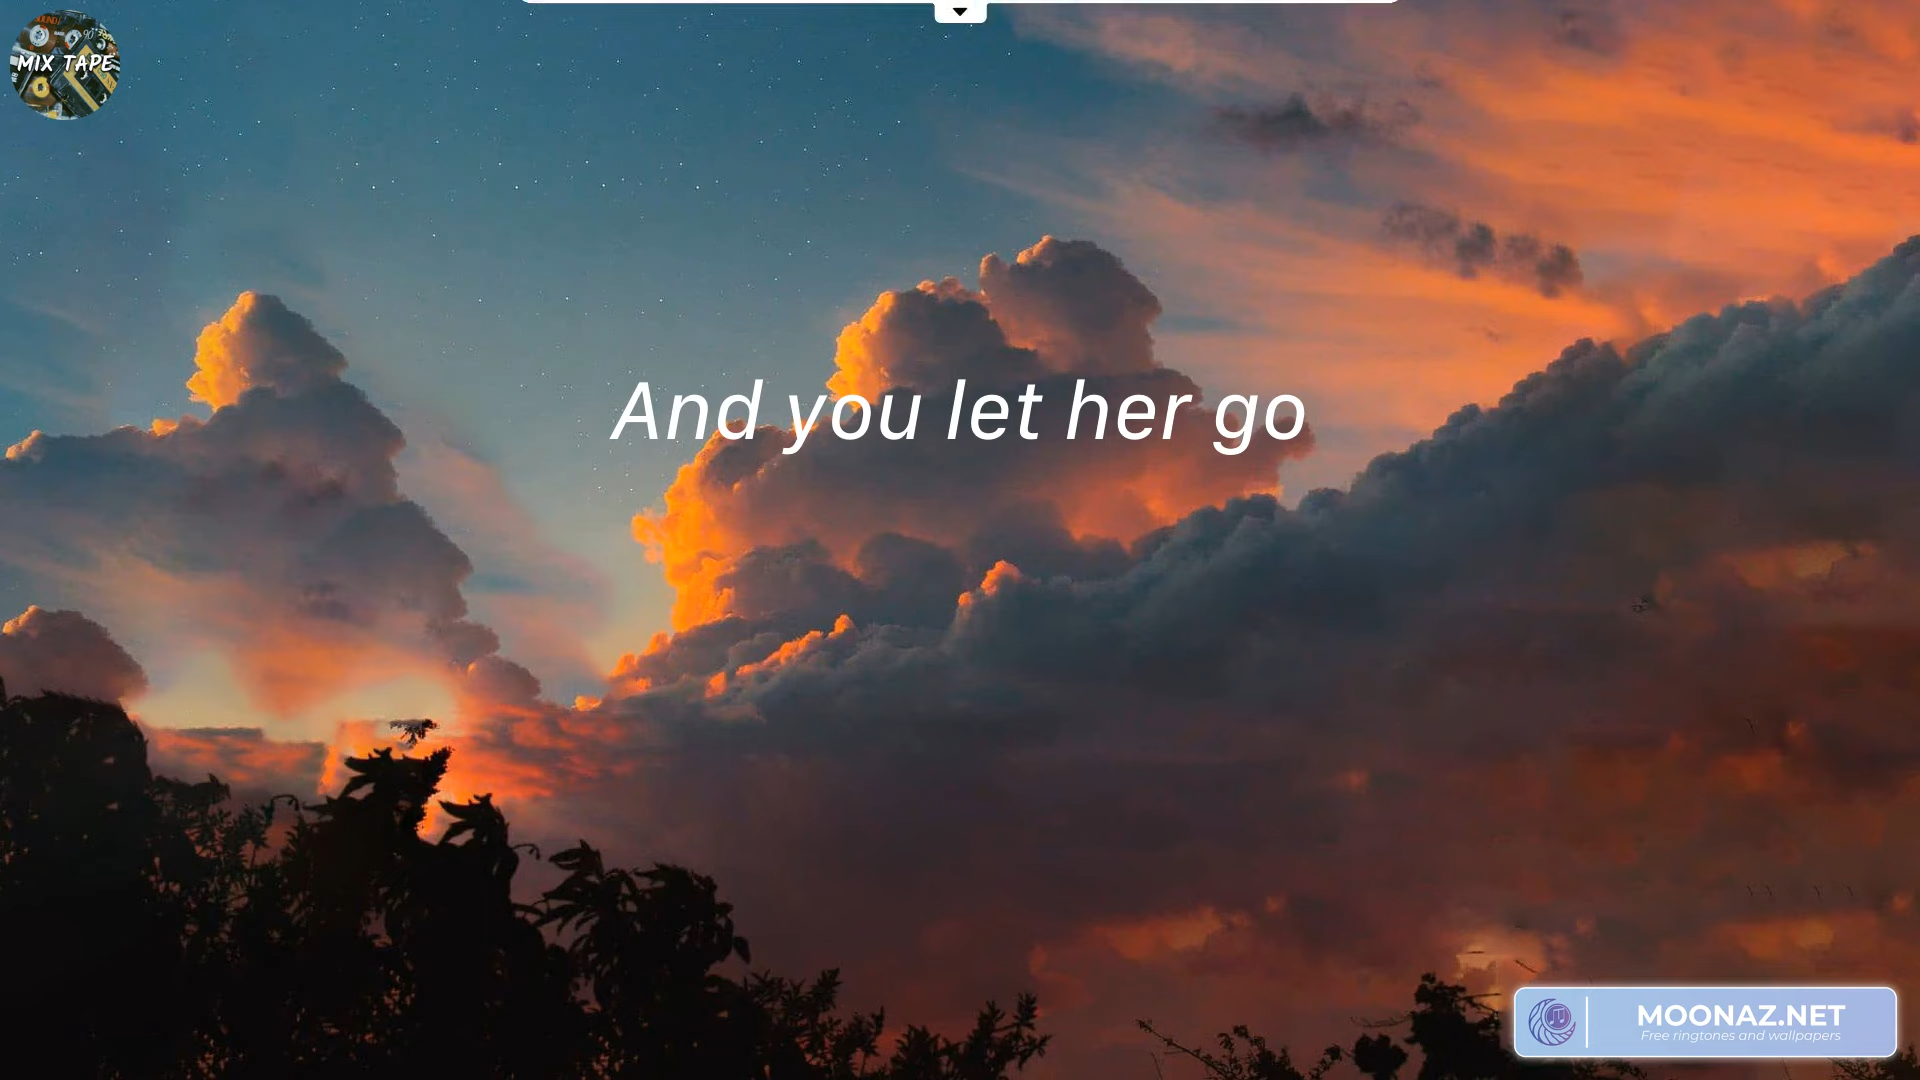 MIX TAPE
And you let her go
MOONAZ.NET
Free ringtones and wallpapers